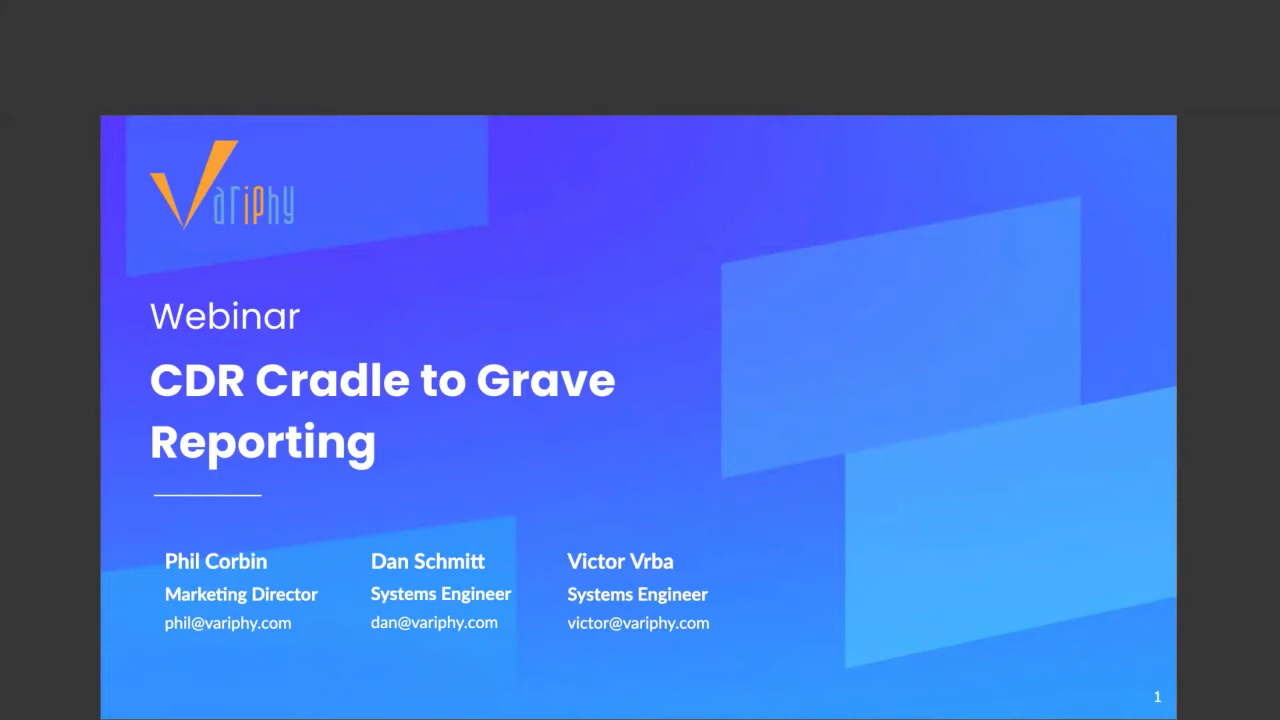 Variphy
Webinar
CDR Cradle to Grave
Reporting
Phil Corbin
Marketing Director
phil@variphy.com
Dan Schmitt
Systems Engineer
dan@variphy.com
Victor Vrba
Systems Engineer
victor@variphy.com
1